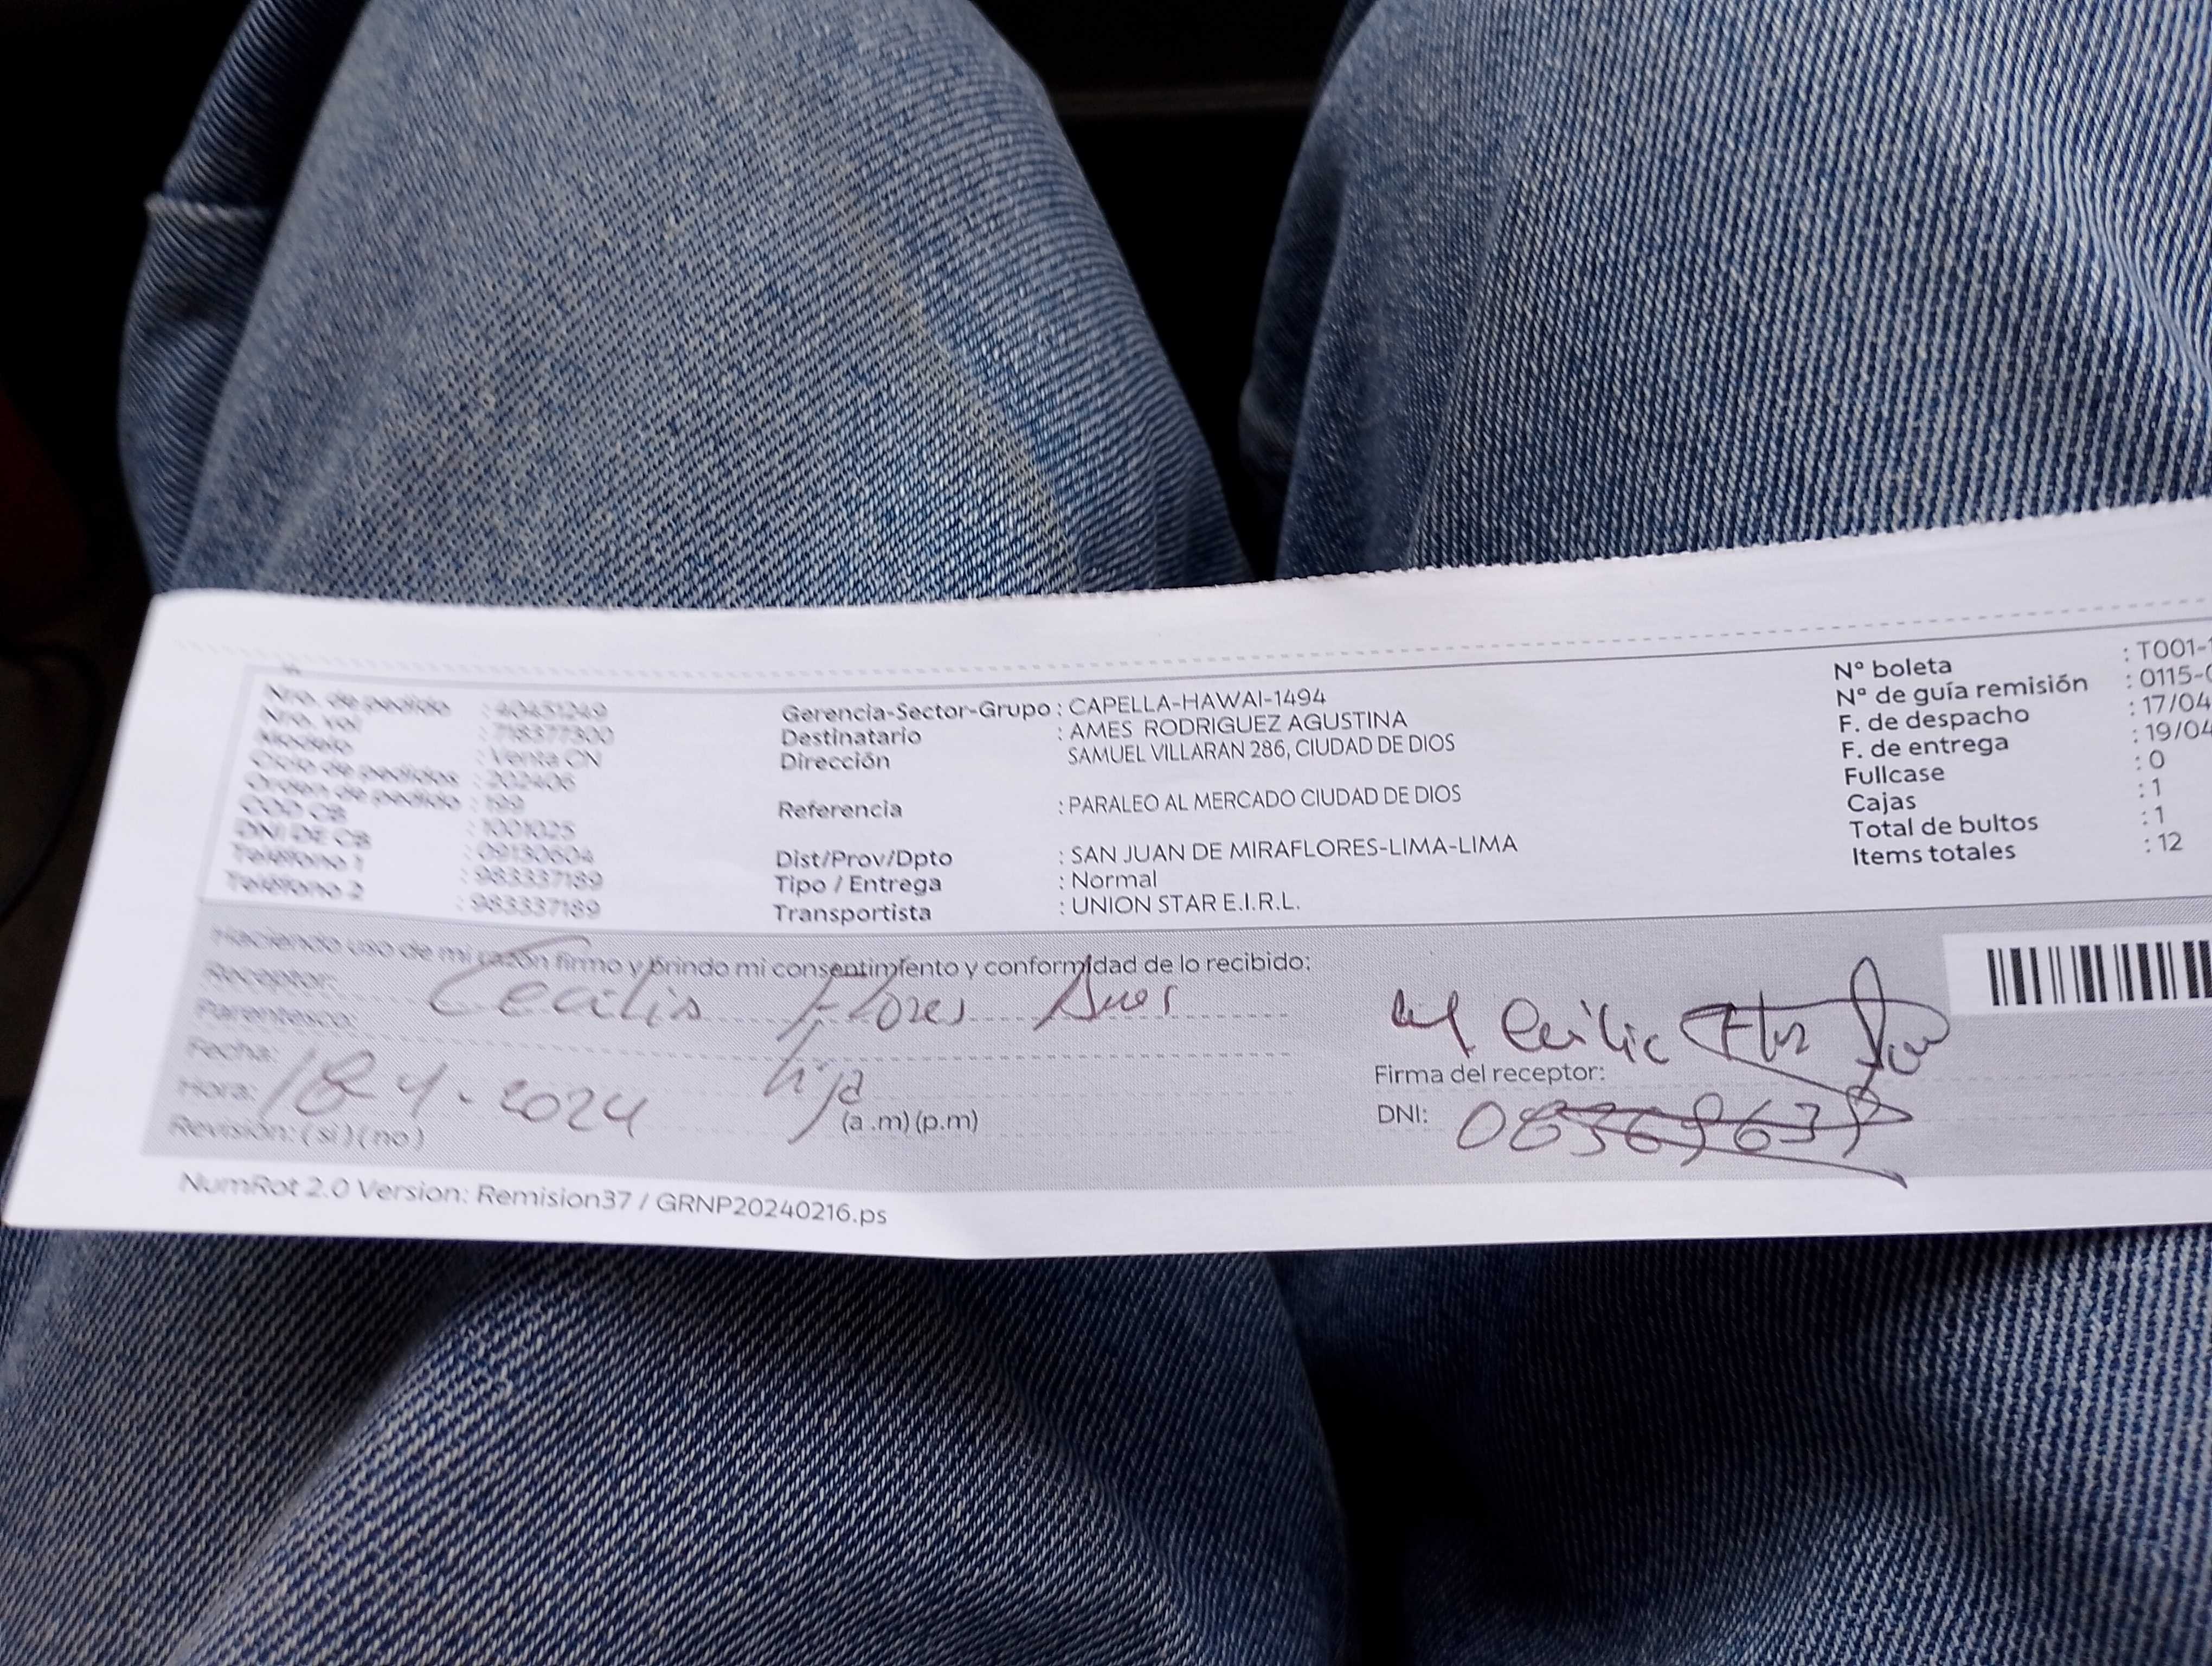 Nro. de pedido : 40451249
Nro. vol : 718377300
Modelo : Venta CN
Ciclo de pedidos : 202406
Orden de pedido : 199
COD CB : 1001025
DNI DE CB : 09130604
Teléfono 1 : 983337189
Teléfono 2 : 983337189
Gerencia-Sector-Grupo : CAPELLA-HAWAI-1494
Destinatario : AMES RODRIGUEZ AGUSTINA
Dirección SAMUEL VILLARAN 286, CIUDAD DE DIOS
Referencia : PARALEO AL MERCADO CIUDAD DE DIOS
Dist/Prov/Dpto : SAN JUAN DE MIRAFLORES-LIMA-LIMA
Tipo / Entrega : Normal
Transportista : UNION STAR E.I.R.L.
N° boleta : T001-1
N° de guía remisión : 0115-0
F. de despacho : 17/04
F. de entrega : 19/04
Fullcase : 0
Cajas : 1
Total de bultos : 1
Items totales : 12
Haciendo uso de mi razón firmo y brindo mi consentimiento y conformidad de lo recibido:
Receptor: Cecilia Flores
Parentesco: hija
Fecha: 18 4 . 2024
Hora: (a .m) (p.m)
Revisión: ( si ) ( no )
Firma del receptor:
DNI:
NumRot 2.0 Version: Remision37 / GRNP20240216.ps